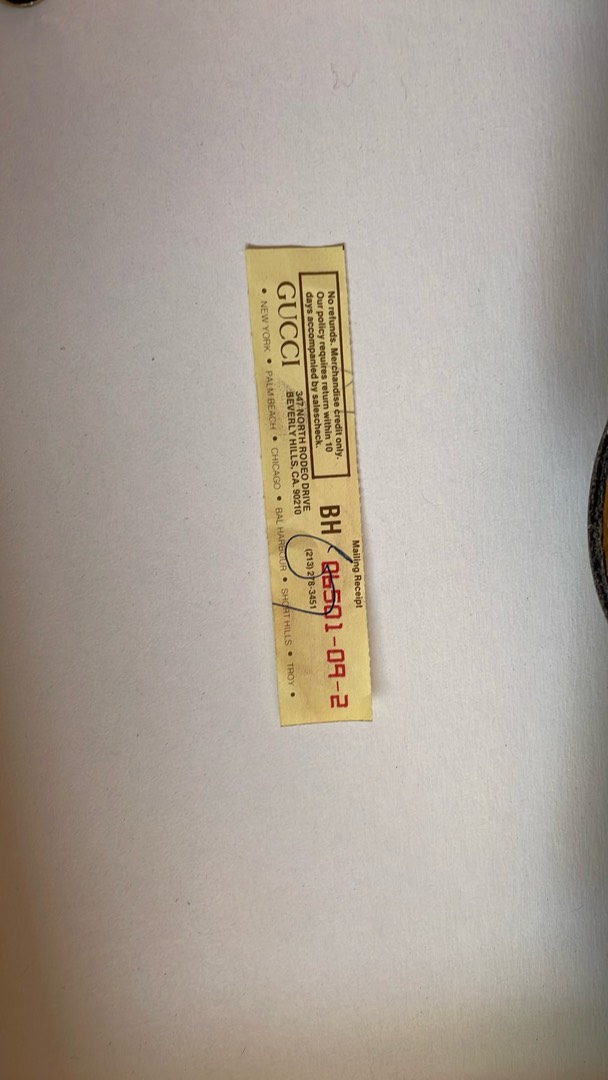 Mailing Receipt
No refunds. Merchandise credit only.
Our policy requires return within 10
days accompanied by salescheck.
BH 06501-09-2
GUCCI
347 NORTH RODEO DRIVE
BEVERLY HILLS, CA. 90210
(213) 278-3451
• NEW YORK • PALM BEACH • CHICAGO • BAL HARBOUR • SHORT HILLS • TROY •